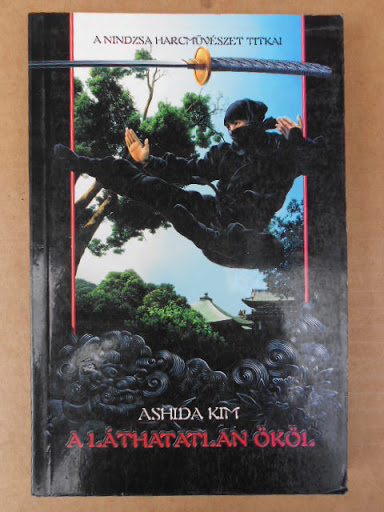 A NINDZSA HARCMŰVÉSZET TITKAI
ASHIDA KIM
A LÁTHATATLAN ÖKÖL